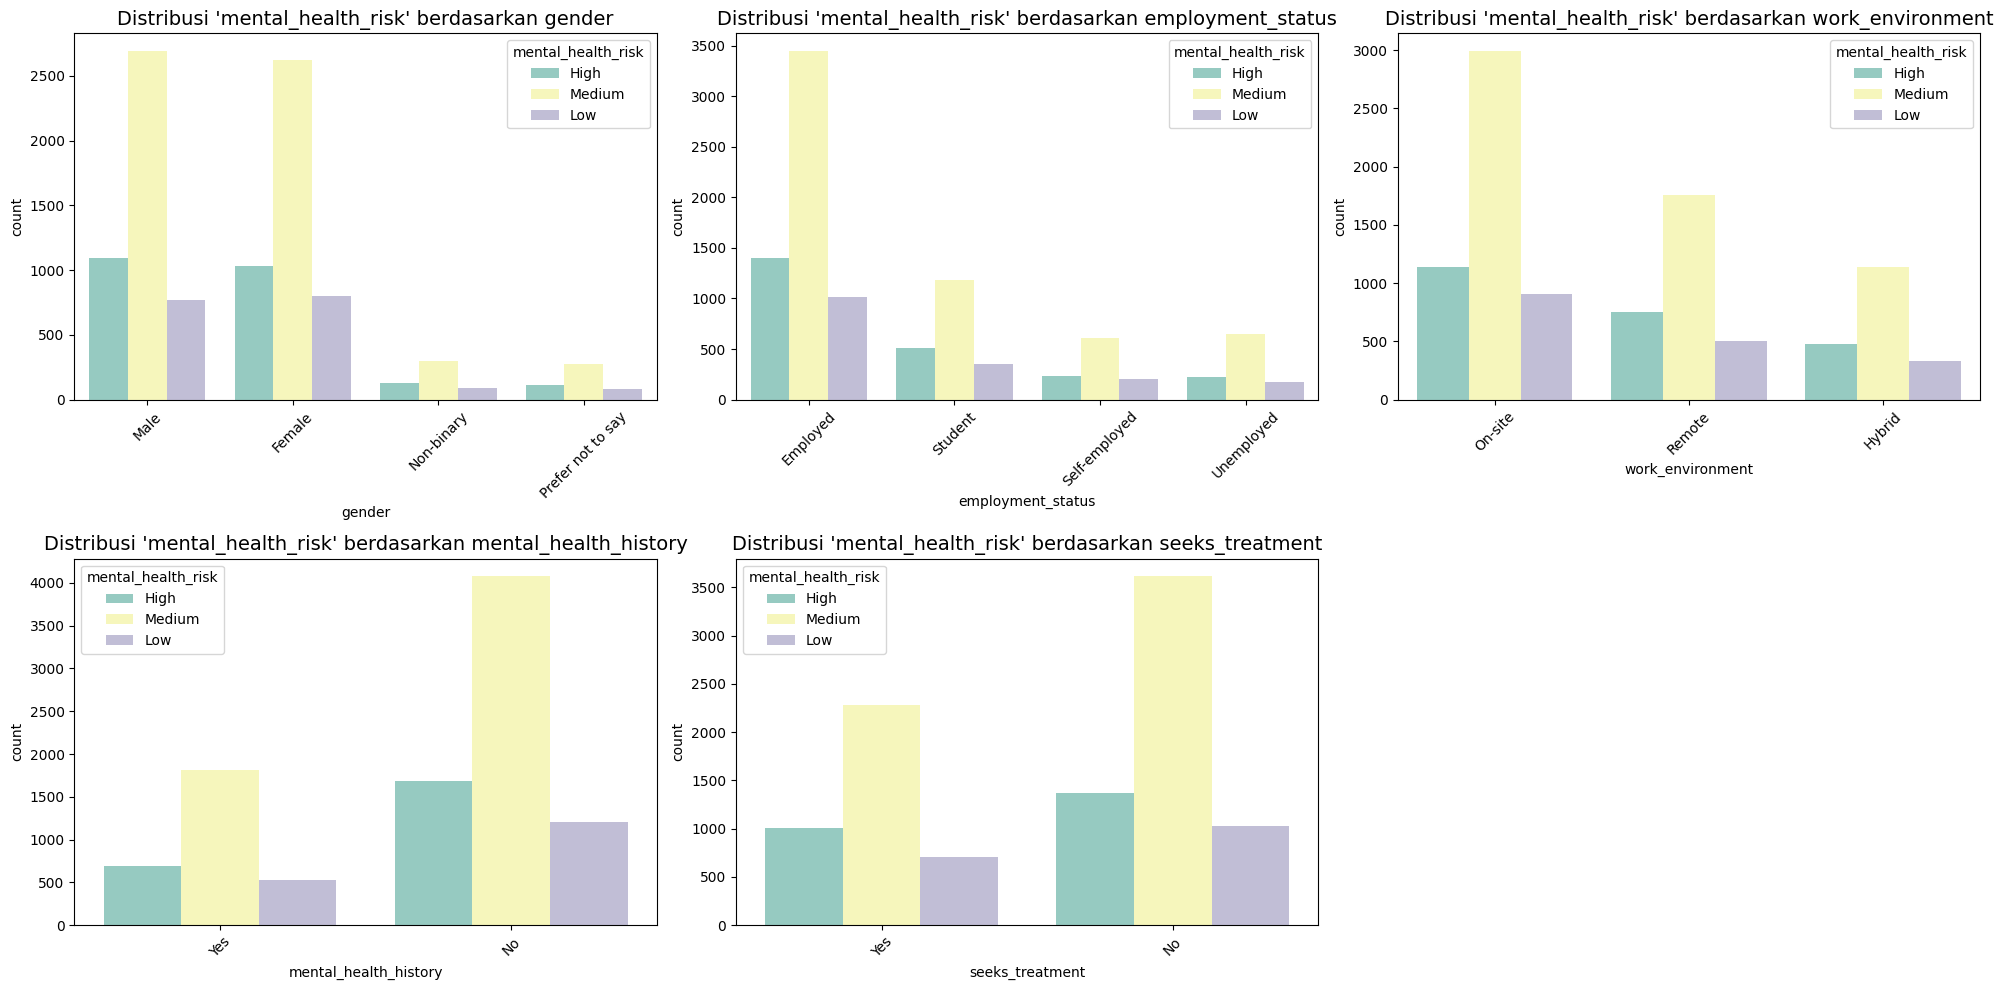 Distribusi 'mental_health_risk' berdasarkan gender
mental_health_risk
High
Medium
Low
2500
2000
1500
1000
500
0
count
Male
Female
Non-binary
Prefer not to say
gender
Distribusi 'mental_health_risk' berdasarkan employment_status
mental_health_risk
High
Medium
Low
3500
3000
2500
2000
1500
1000
500
0
count
Employed
Student
Self-employed
Unemployed
employment_status
Distribusi 'mental_health_risk' berdasarkan work_environment
mental_health_risk
High
Medium
Low
3000
2500
2000
1500
1000
500
0
count
On-site
Remote
Hybrid
work_environment
Distribusi 'mental_health_risk' berdasarkan mental_health_history
mental_health_risk
High
Medium
Low
4000
3500
3000
2500
2000
1500
1000
500
0
count
Yes
No
mental_health_history
Distribusi 'mental_health_risk' berdasarkan seeks_treatment
mental_health_risk
High
Medium
Low
3500
3000
2500
2000
1500
1000
500
0
count
Yes
No
seeks_treatment